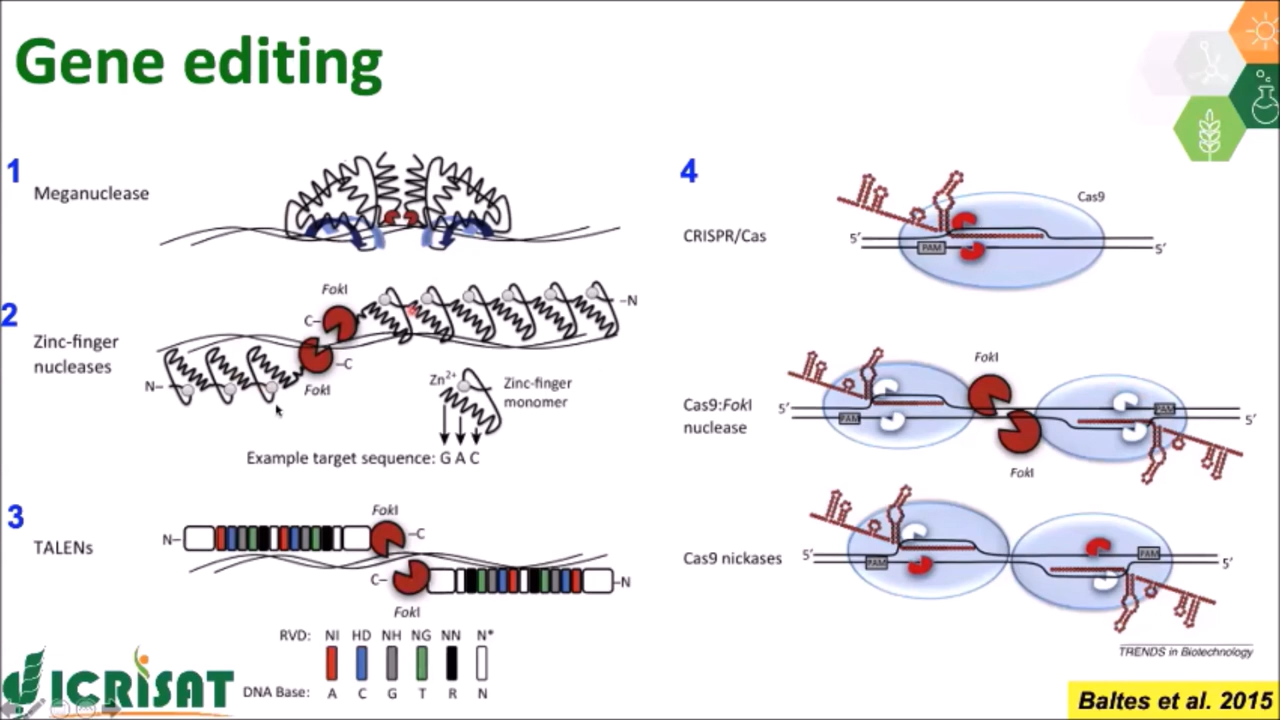 Gene editing
1
Meganuclease
2
Zinc-finger
nucleases
FokI
C–
–N
–C
N–
FokI
Zn2+
Zinc-finger
monomer
Example target sequence: G A C
3
TALENs
FokI
N–
–C
C–
–N
FokI
RVD: NI HD NH NG NN N*
DNA Base: A C G T R N
4
CRISPR/Cas
Cas9
5′
PAM
5′
Cas9:FokI
nuclease
FokI
5′
PAM
PAM
5′
FokI
Cas9 nickases
5′
PAM
PAM
5′
TRENDS in Biotechnology
ICRISAT
Baltes et al. 2015